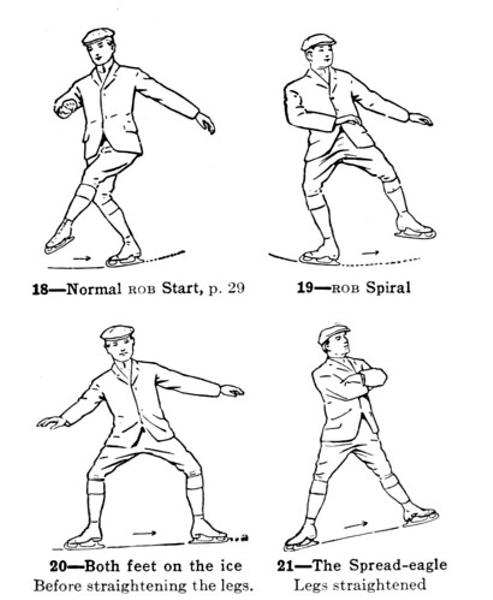 18—Normal ROB Start, p. 29
19—ROB Spiral
20—Both feet on the ice
Before straightening the legs.
21—The Spread-eagle
Legs straightened